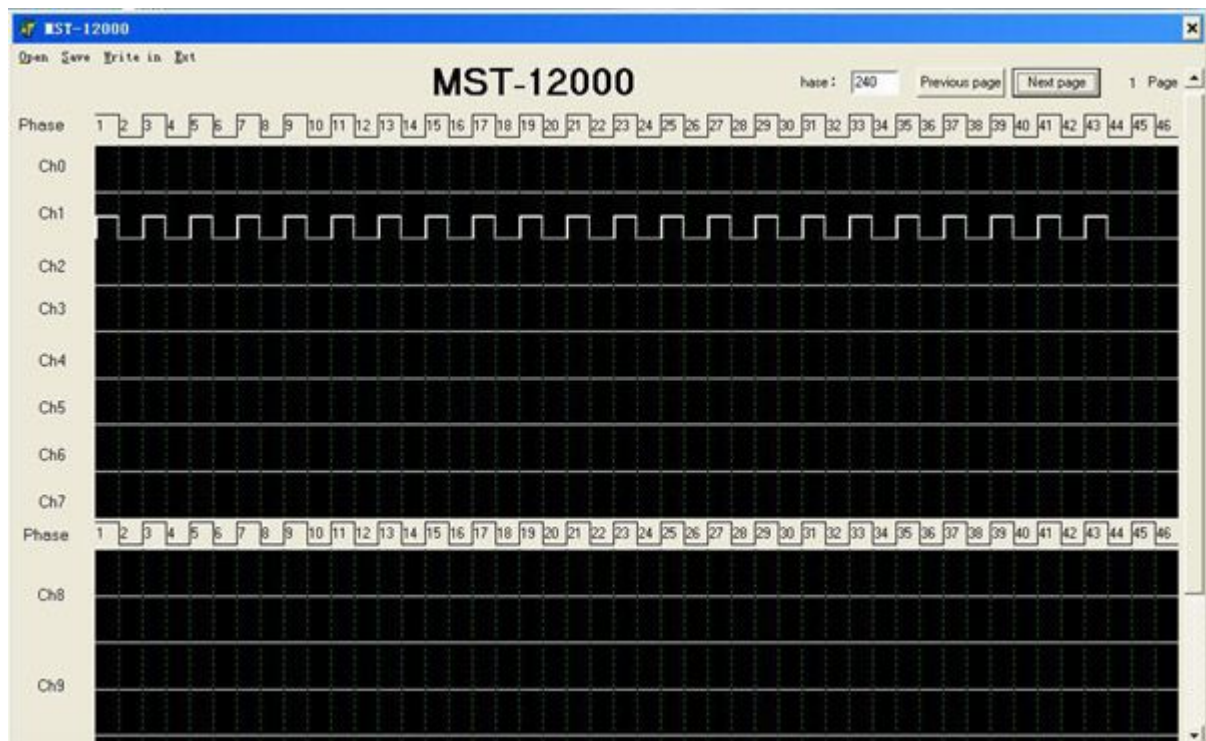 MST-12000
Open Save Write in Ext
MST-12000
hase: 240 Previous page Next page 1 Page
Phase 1 2 3 4 5 6 7 8 9 10 11 12 13 14 15 16 17 18 19 20 21 22 23 24 25 26 27 28 29 30 31 32 33 34 35 36 37 38 39 40 41 42 43 44 45 46
Ch0
Ch1
Ch2
Ch3
Ch4
Ch5
Ch6
Ch7
Phase 1 2 3 4 5 6 7 8 9 10 11 12 13 14 15 16 17 18 19 20 21 22 23 24 25 26 27 28 29 30 31 32 33 34 35 36 37 38 39 40 41 42 43 44 45 46
Ch8
Ch9